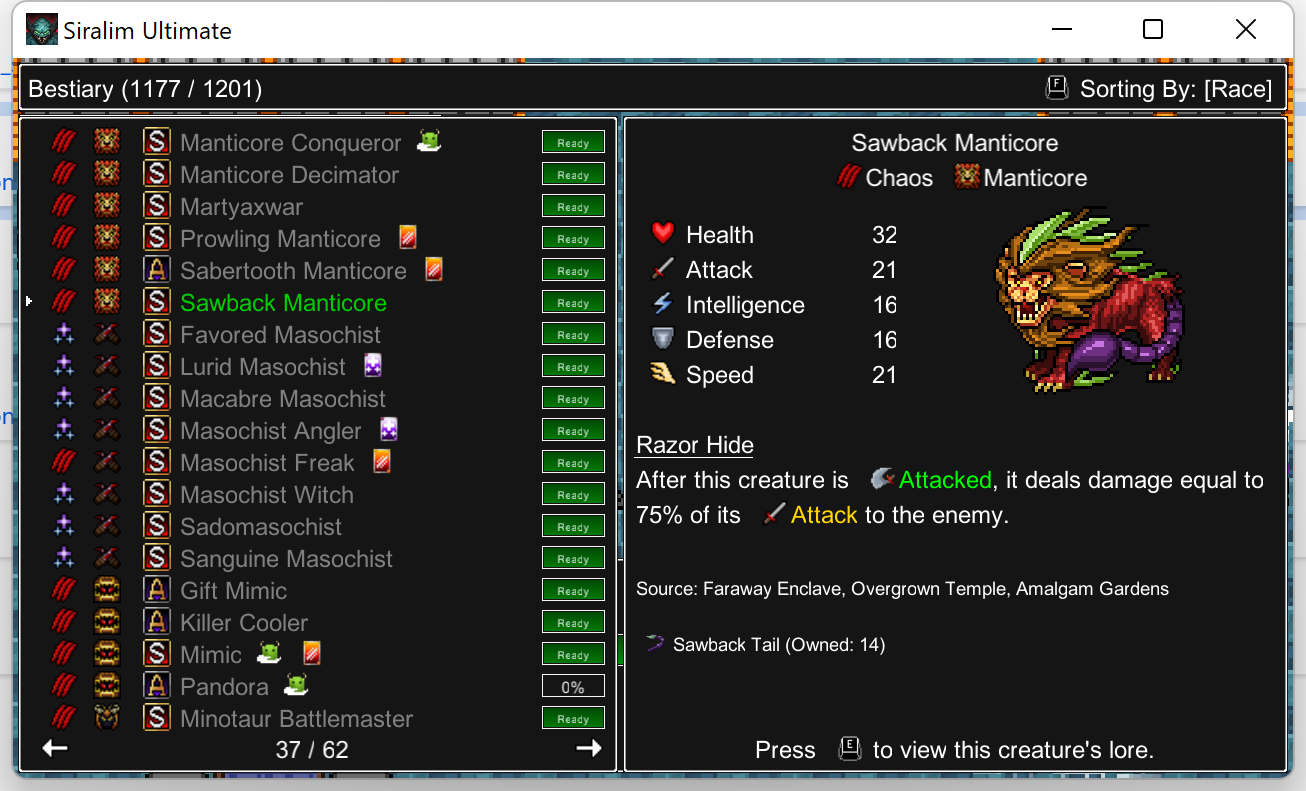 Siralim Ultimate
Bestiary (1177 / 1201)
F Sorting By: [Race]
S Manticore Conqueror Ready
S Manticore Decimator Ready
S Martyaxwar Ready
S Prowling Manticore Ready
A Sabertooth Manticore Ready
S Sawback Manticore Ready
S Favored Masochist Ready
S Lurid Masochist Ready
S Macabre Masochist Ready
S Masochist Angler Ready
S Masochist Freak Ready
S Masochist Witch Ready
S Sadomasochist Ready
S Sanguine Masochist Ready
A Gift Mimic Ready
A Killer Cooler Ready
S Mimic Ready
A Pandora 0%
S Minotaur Battlemaster Ready
37 / 62
Sawback Manticore
Chaos Manticore
Health 32
Attack 21
Intelligence 16
Defense 16
Speed 21
Razor Hide
After this creature is Attacked, it deals damage equal to
75% of its Attack to the enemy.
Source: Faraway Enclave, Overgrown Temple, Amalgam Gardens
Sawback Tail (Owned: 14)
Press E to view this creature's lore.